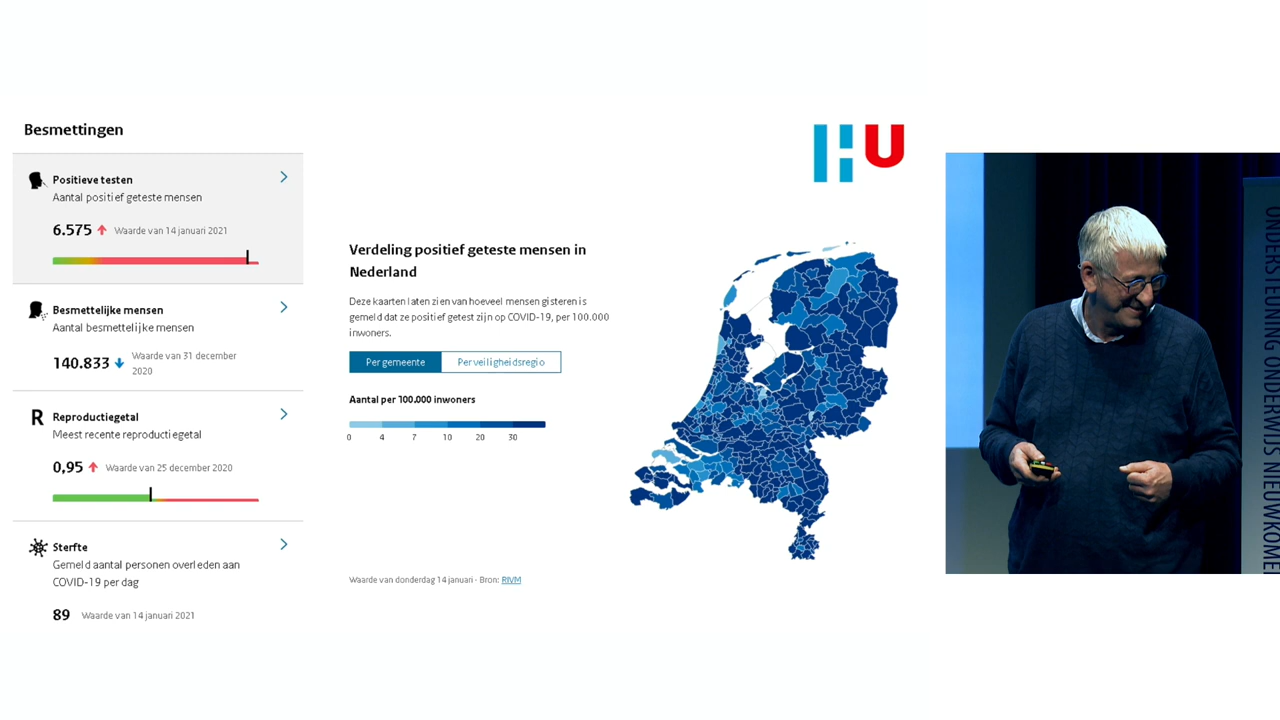 Besmettingen
Positieve testen
Aantal positief geteste mensen
6.575 Waarde van 14 januari 2021
Besmettelijke mensen
Aantal besmettelijke mensen
140.833 Waarde van 31 december
2020
R Reproductiegetal
Meest recente reproductiegetal
0,95 Waarde van 25 december 2020
Sterfte
Gemeld aantal personen overleden aan
COVID-19 per dag
89 Waarde van 14 januari 2021
HU
Verdeling positief geteste mensen in
Nederland
Deze kaarten laten zien van hoeveel mensen gisteren is
gemeld dat ze positief getest zijn op COVID-19, per 100.000
inwoners.
Per gemeente Per veiligheidsregio
Aantal per 100.000 inwoners
0 4 7 10 20 30
Waarde van donderdag 14 januari · Bron: RIVM
ONDERSTEUNING ONDERWIJS